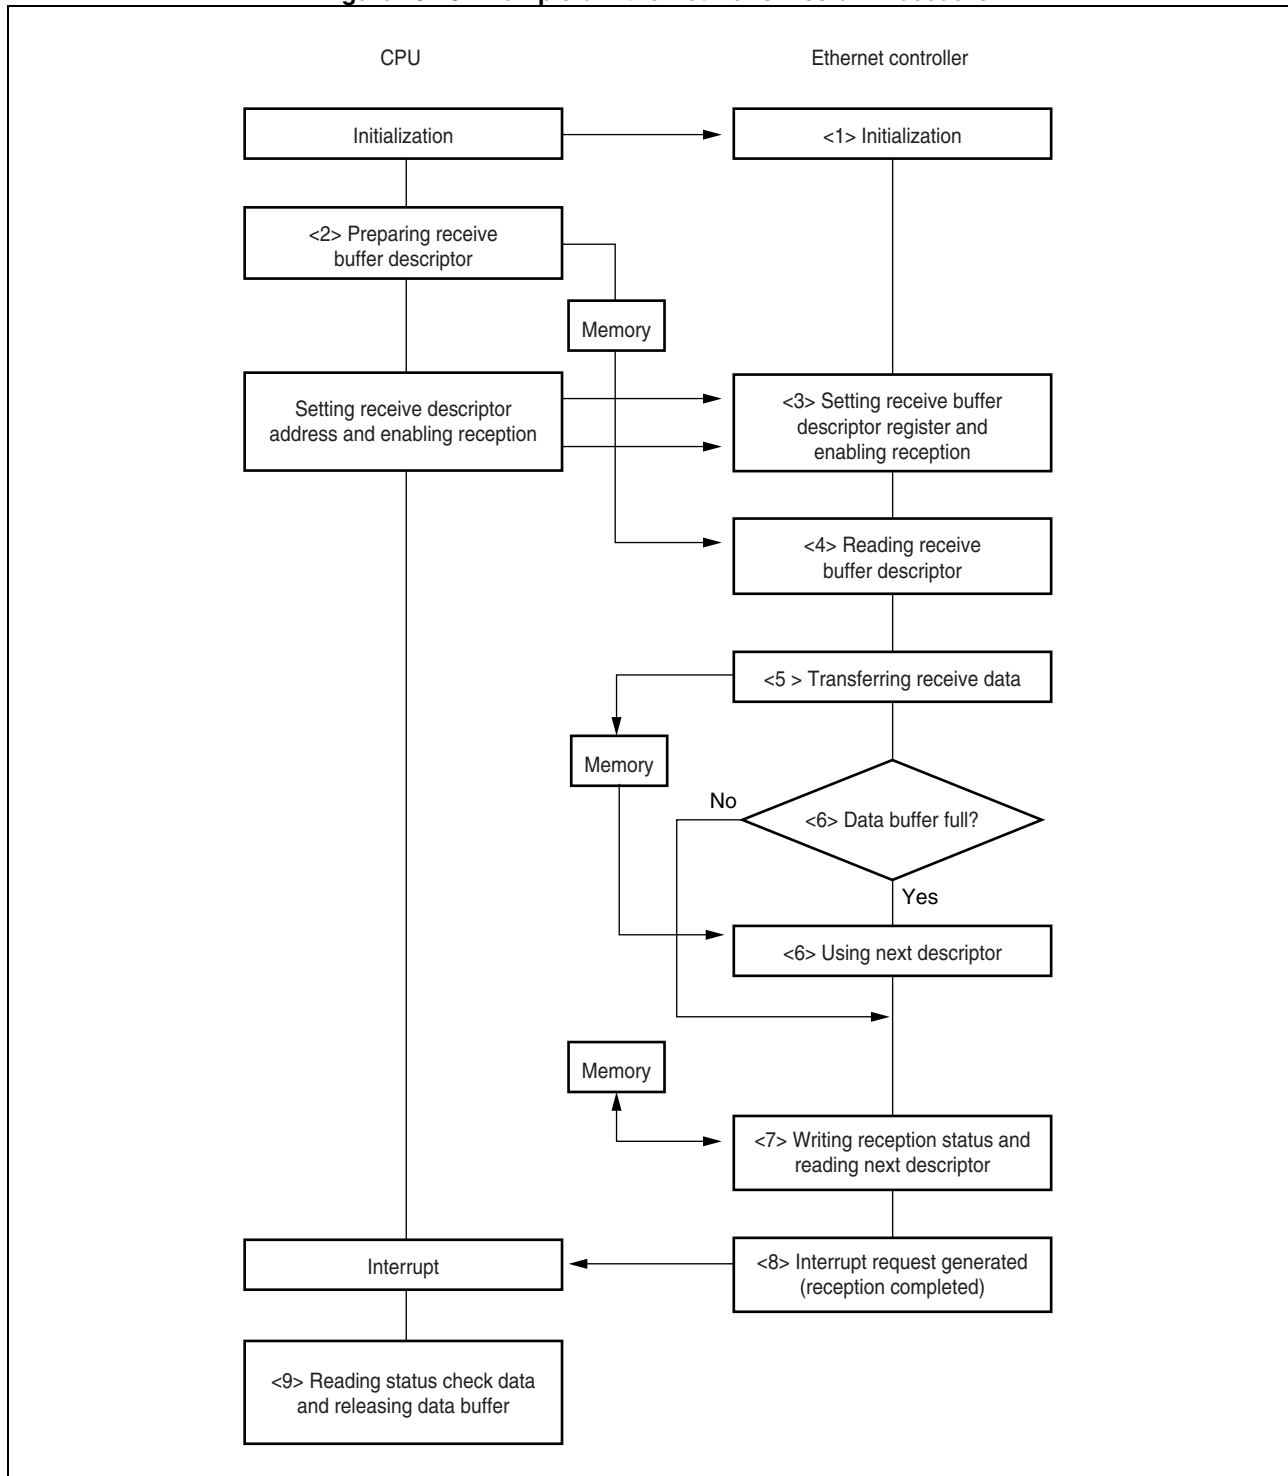 CPU
Ethernet controller
Initialization
<1> Initialization
<2> Preparing receive
buffer descriptor
Memory
Setting receive descriptor
address and enabling reception
<3> Setting receive buffer
descriptor register and
enabling reception
<4> Reading receive
buffer descriptor
<5 > Transferring receive data
Memory
No
<6> Data buffer full?
Yes
<6> Using next descriptor
Memory
<7> Writing reception status and
reading next descriptor
Interrupt
<8> Interrupt request generated
(reception completed)
<9> Reading status check data
and releasing data buffer